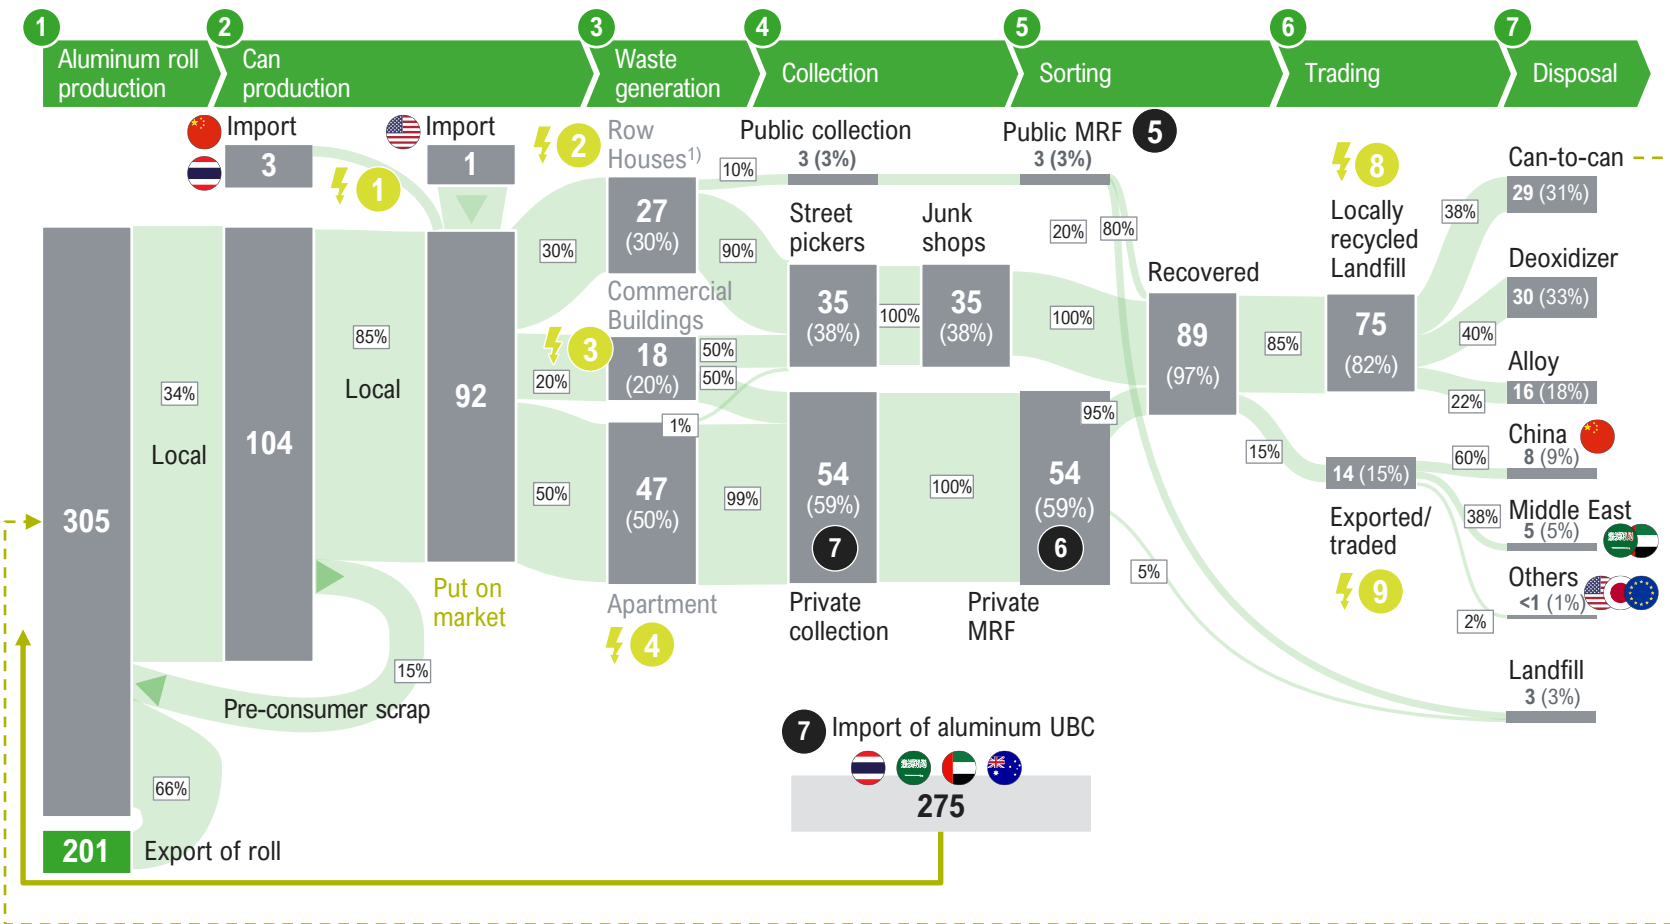 1
2
3
4
5
6
7
Aluminum roll
production
Can
production
Waste
generation
Collection
Sorting
Trading
Disposal
Import
3
1
Import
1
2
Row
Houses1)
27
(30%)
10%
90%
Public collection
3 (3%)
Public MRF
5
3 (3%)
20%
80%
8
Can-to-can
29 (31%)
38%
Locally
recycled
Landfill
75
(82%)
Deoxidizer
30 (33%)
40%
Alloy
16 (18%)
22%
Street
pickers
35
(38%)
100%
Junk
shops
35
(38%)
100%
Recovered
89
(97%)
85%
15%
305
34%
Local
104
85%
Local
92
Put on
market
30%
20%
50%
3
Commercial
Buildings
18
(20%)
50%
50%
1%
47
(50%)
99%
Apartment
4
54
(59%)
7
Private
collection
100%
95%
54
(59%)
6
Private
MRF
5%
14 (15%)
Exported/
traded
9
60%
China
8 (9%)
38%
Middle East
5 (5%)
Others
<1 (1%)
2%
Landfill
3 (3%)
15%
Pre-consumer scrap
66%
201
Export of roll
7
Import of aluminum UBC
275